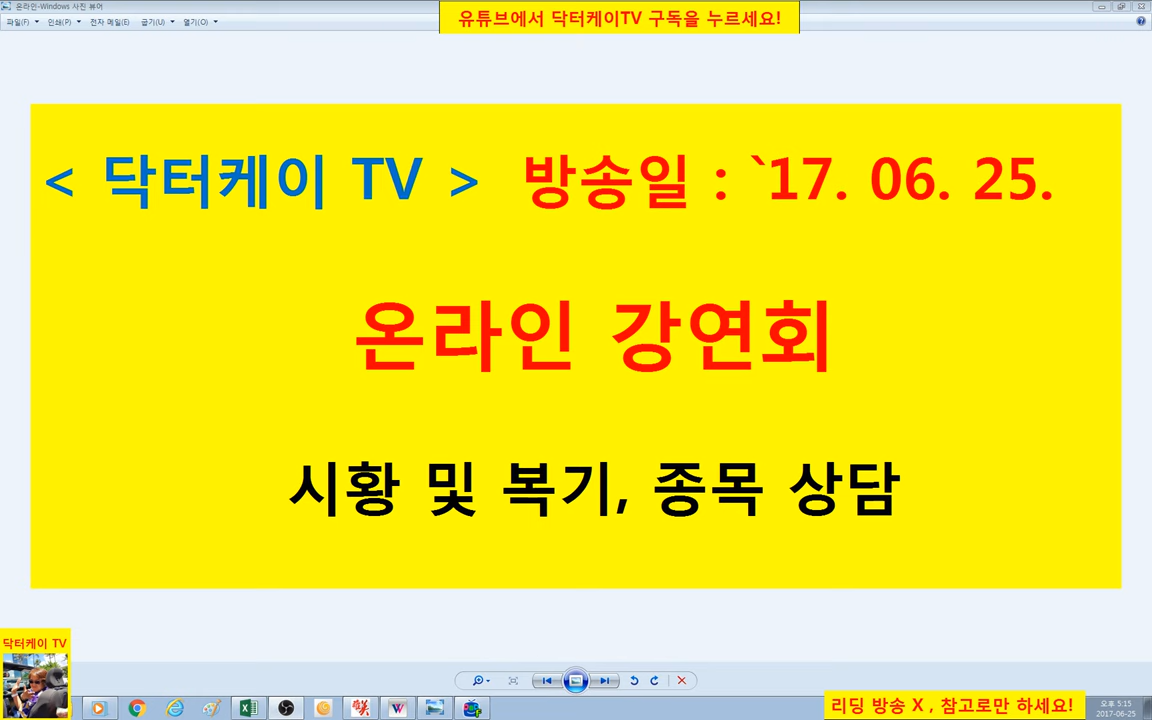 온라인-Windows 사진 뷰어
유튜브에서 닥터케이TV 구독을 누르세요!
파일(F) 인쇄(P) 전자 메일(E) 굽기(U) 열기(O)
< 닥터케이 TV > 방송일 : `17. 06. 25.
온라인 강연회
시황 및 복기, 종목 상담
닥터케이 TV
리딩 방송 X , 참고로만 하세요!
오후 5:15
2017-06-25